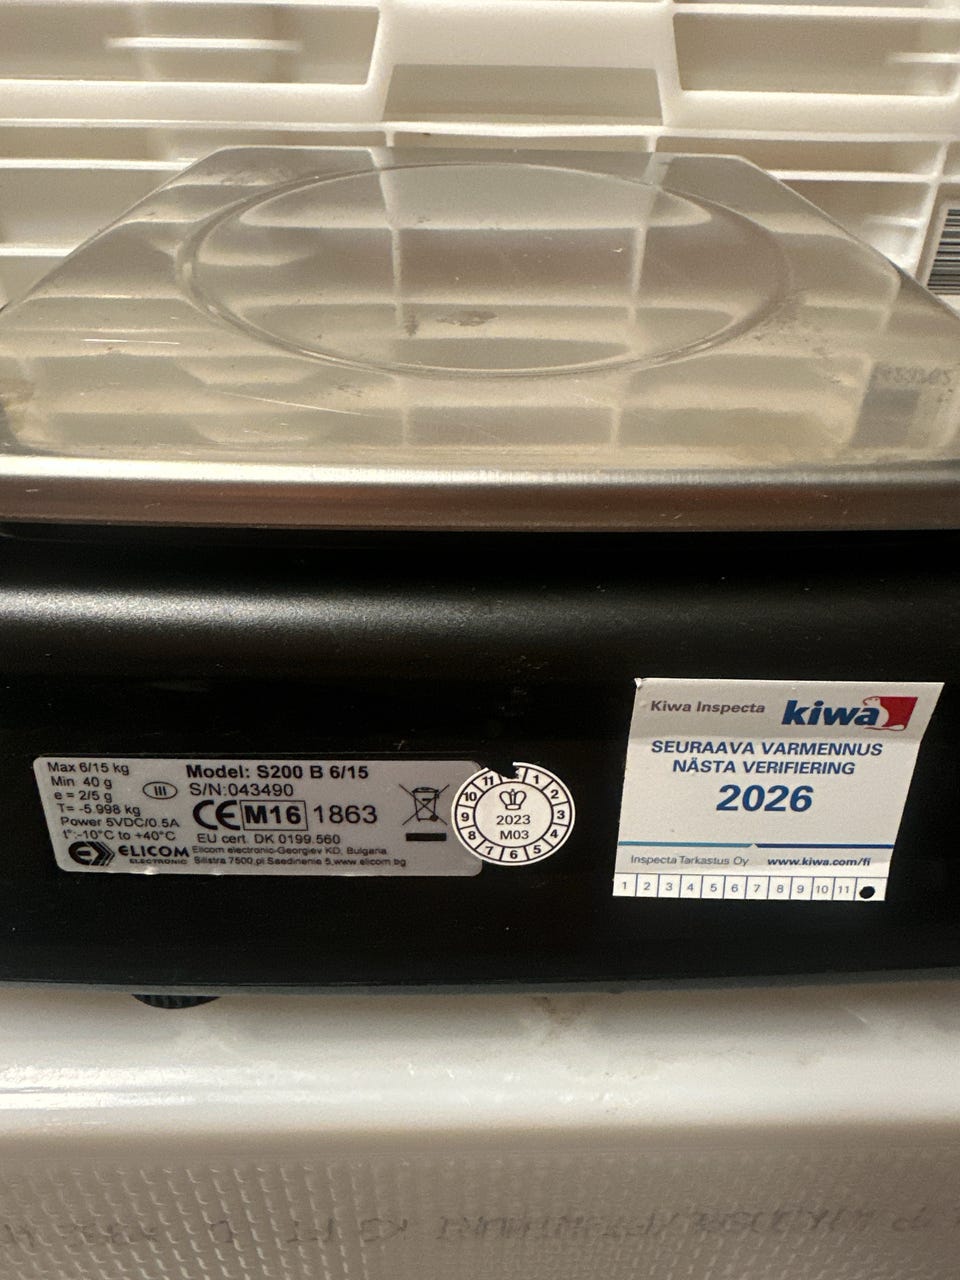 Max 6/15 kg
Min 40 g
e = 2/5 g
T= -5.998 kg
Power 5VDC/0.5A
t°:-10°C to +40°C
III
Model: S200 B 6/15
S/N:043490
CE M16 1863
EU cert. DK 0199.560
ELICOM
ELECTRONIC
Elicom electronic-Georgiev KD, Bulgaria
Silistra 7500,pl Saedinenie 5,www.elicom.bg
1
2
3
4
5
6
7
8
9
10
11
2023
M03
Kiwa Inspecta kiwa
SEURAAVA VARMENNUS
NÄSTA VERIFIERING
2026
Inspecta Tarkastus Oy www.kiwa.com/fi
1 2 3 4 5 6 7 8 9 10 11